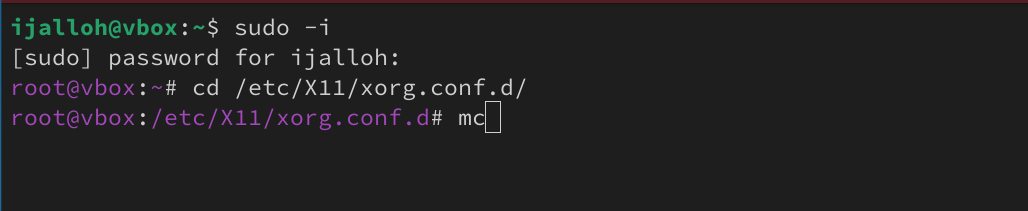 ijalloh@vbox:~$ sudo -i
[sudo] password for ijalloh:
root@vbox:~# cd /etc/X11/xorg.conf.d/
root@vbox:/etc/X11/xorg.conf.d# mc